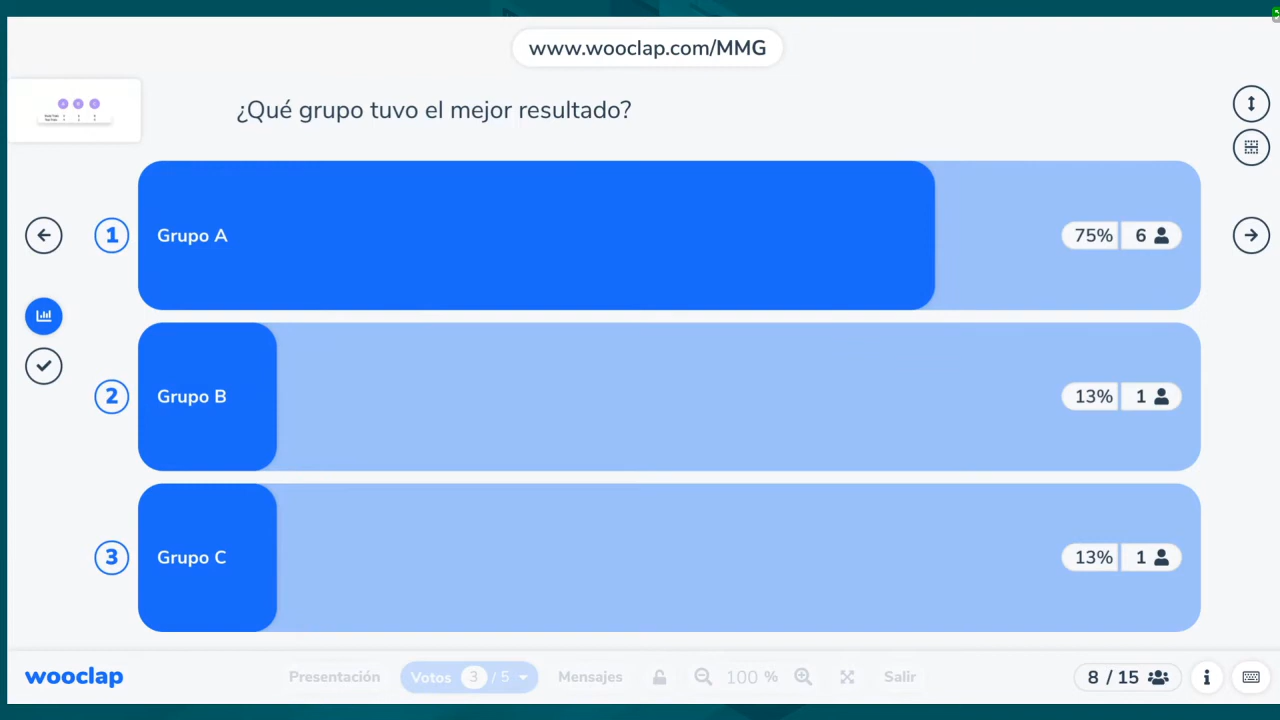 www.wooclap.com/MMG
¿Qué grupo tuvo el mejor resultado?
1 Grupo A 75% 6
2 Grupo B 13% 1
3 Grupo C 13% 1
wooclap Presentación Votos 3 / 5 Mensajes 100 % Salir 8 / 15